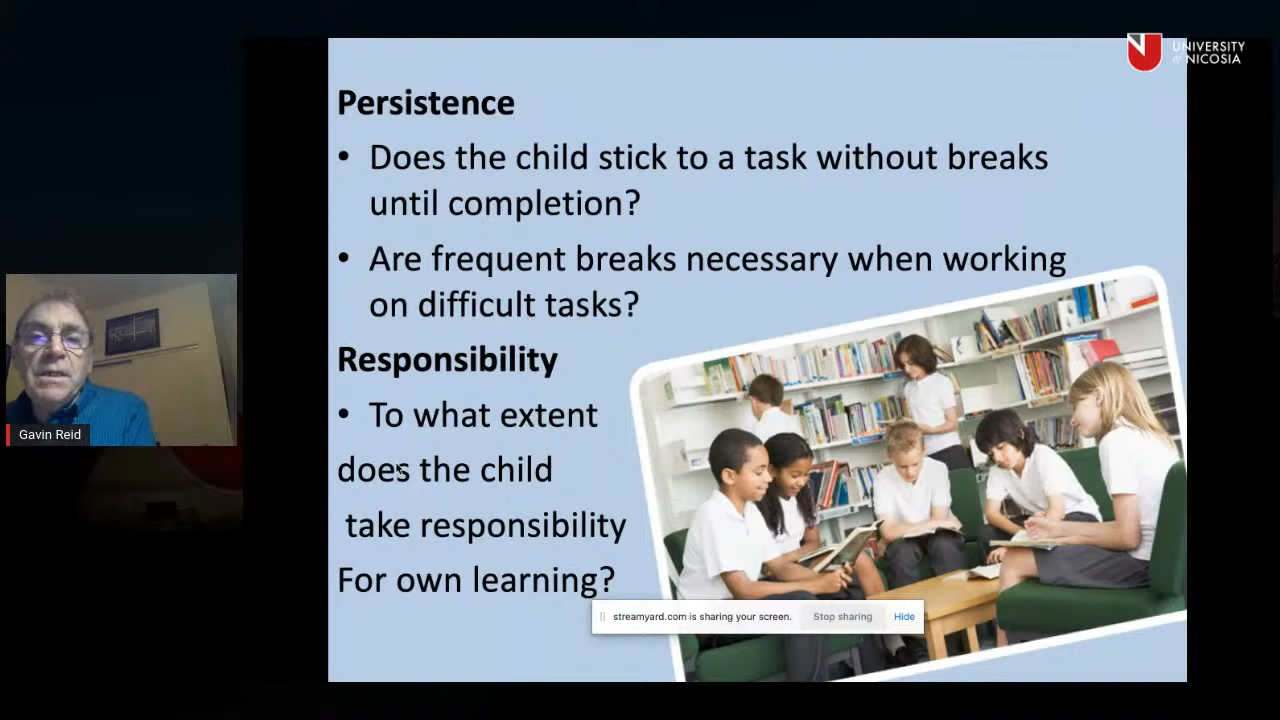 UNIVERSITY
of NICOSIA
Persistence
• Does the child stick to a task without breaks
until completion?
• Are frequent breaks necessary when working
on difficult tasks?
Responsibility
• To what extent
does the child
take responsibility
For own learning?
Gavin Reid
streamyard.com is sharing your screen. Stop sharing Hide